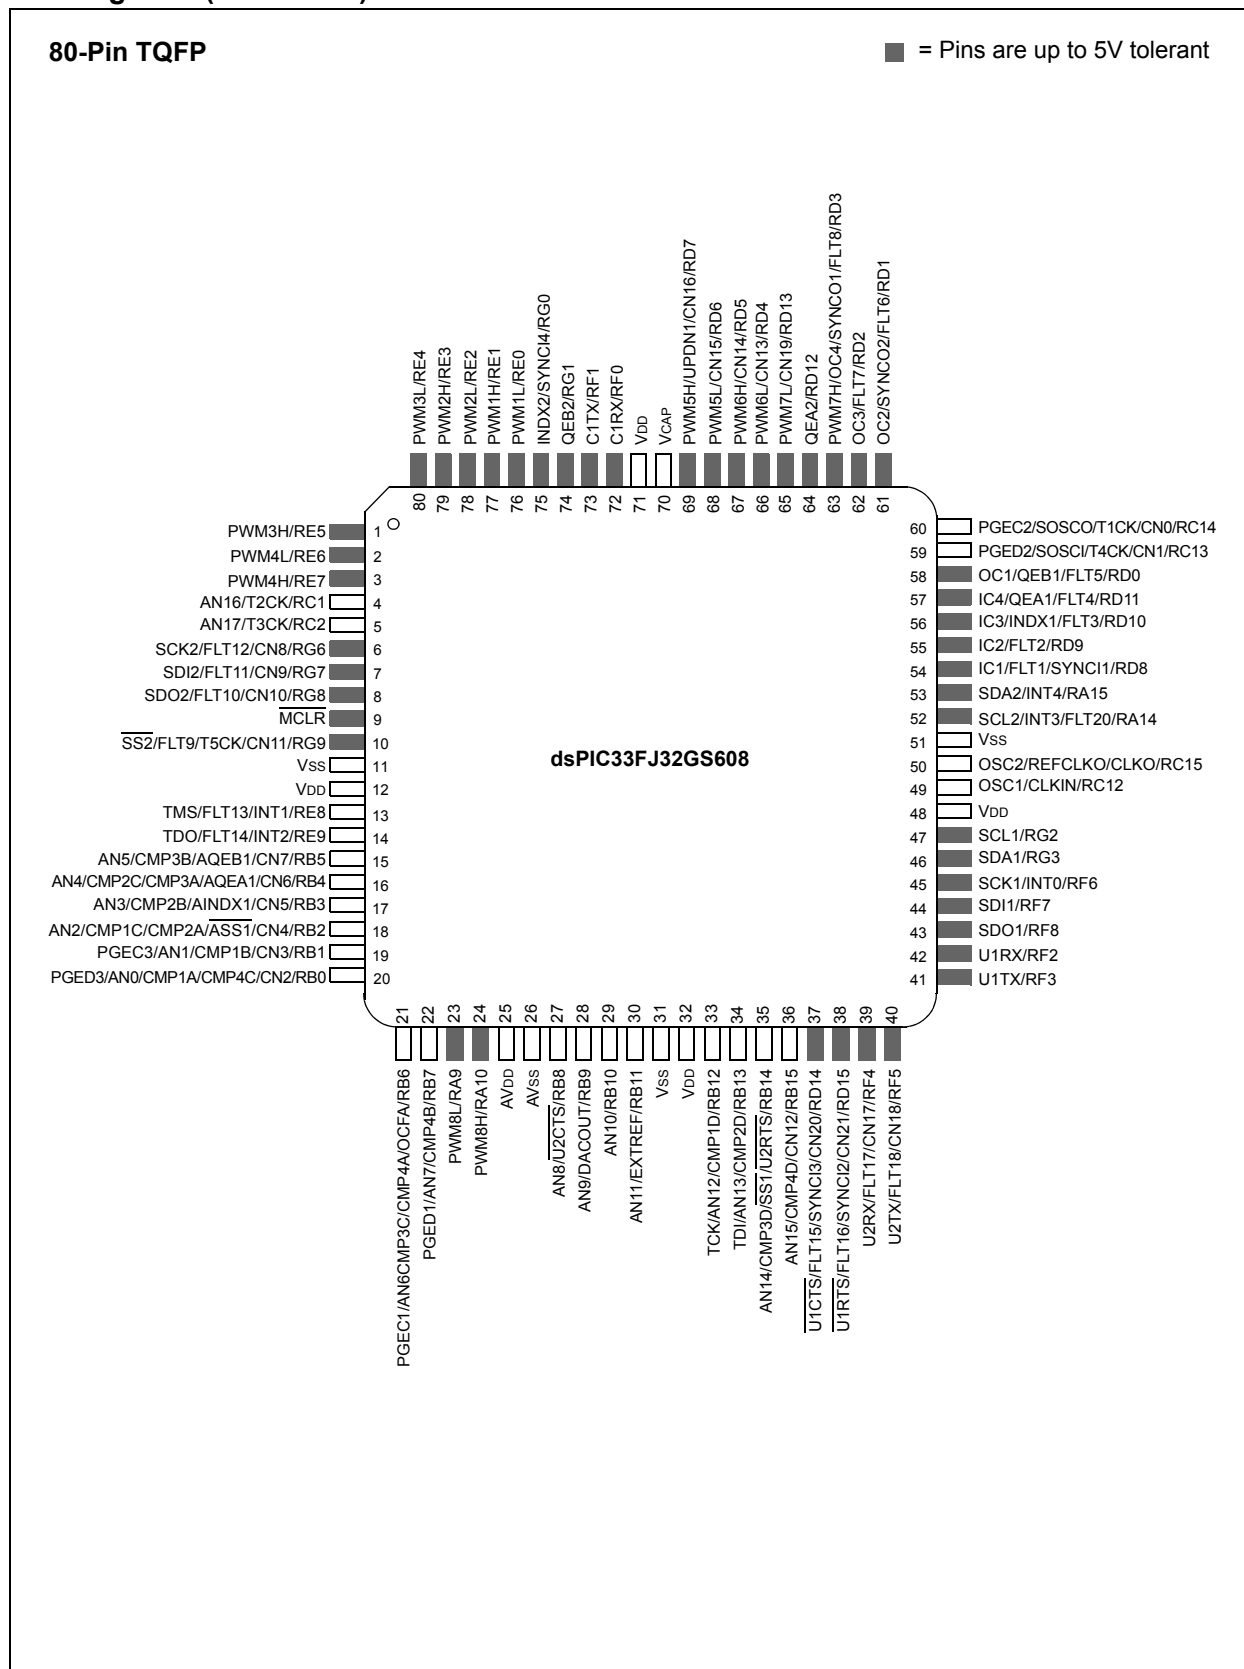 80-Pin TQFP
= Pins are up to 5V tolerant
80 PWM3L/RE4
79 PWM2H/RE3
78 PWM2L/RE2
77 PWM1H/RE1
76 PWM1L/RE0
75 INDX2/SYNCI4/RG0
74 QEB2/RG1
73 C1TX/RF1
72 C1RX/RF0
71 VDD
70 VCAP
69 PWM5H/UPDN1/CN16/RD7
68 PWM5L/CN15/RD6
67 PWM6H/CN14/RD5
66 PWM6L/CN13/RD4
65 PWM7L/CN19/RD13
64 QEA2/RD12
63 PWM7H/OC4/SYNCO1/FLT8/RD3
62 OC3/FLT7/RD2
61 OC2/SYNCO2/FLT6/RD1
PWM3H/RE5 1
PWM4L/RE6 2
PWM4H/RE7 3
AN16/T2CK/RC1 4
AN17/T3CK/RC2 5
SCK2/FLT12/CN8/RG6 6
SDI2/FLT11/CN9/RG7 7
SDO2/FLT10/CN10/RG8 8
MCLR 9
SS2/FLT9/T5CK/CN11/RG9 10
VSS 11
VDD 12
TMS/FLT13/INT1/RE8 13
TDO/FLT14/INT2/RE9 14
AN5/CMP3B/AQEB1/CN7/RB5 15
AN4/CMP2C/CMP3A/AQEA1/CN6/RB4 16
AN3/CMP2B/AINDX1/CN5/RB3 17
AN2/CMP1C/CMP2A/ASS1/CN4/RB2 18
PGEC3/AN1/CMP1B/CN3/RB1 19
PGED3/AN0/CMP1A/CMP4C/CN2/RB0 20
dsPIC33FJ32GS608
60 PGEC2/SOSCO/T1CK/CN0/RC14
59 PGED2/SOSCI/T4CK/CN1/RC13
58 OC1/QEB1/FLT5/RD0
57 IC4/QEA1/FLT4/RD11
56 IC3/INDX1/FLT3/RD10
55 IC2/FLT2/RD9
54 IC1/FLT1/SYNCI1/RD8
53 SDA2/INT4/RA15
52 SCL2/INT3/FLT20/RA14
51 VSS
50 OSC2/REFCLKO/CLKO/RC15
49 OSC1/CLKIN/RC12
48 VDD
47 SCL1/RG2
46 SDA1/RG3
45 SCK1/INT0/RF6
44 SDI1/RF7
43 SDO1/RF8
42 U1RX/RF2
41 U1TX/RF3
21 PGEC1/AN6CMP3C/CMP4A/OCFA/RB6
22 PGED1/AN7/CMP4B/RB7
23 PWM8L/RA9
24 PWM8H/RA10
25 AVDD
26 AVSS
27 AN8/U2CTS/RB8
28 AN9/DACOUT/RB9
29 AN10/RB10
30 AN11/EXTREF/RB11
31 VSS
32 VDD
33 TCK/AN12/CMP1D/RB12
34 TDI/AN13/CMP2D/RB13
35 AN14/CMP3D/SS1/U2RTS/RB14
36 AN15/CMP4D/CN12/RB15
37 U1CTS/FLT15/SYNCI3/CN20/RD14
38 U1RTS/FLT16/SYNCI2/CN21/RD15
39 U2RX/FLT17/CN17/RF4
40 U2TX/FLT18/CN18/RF5